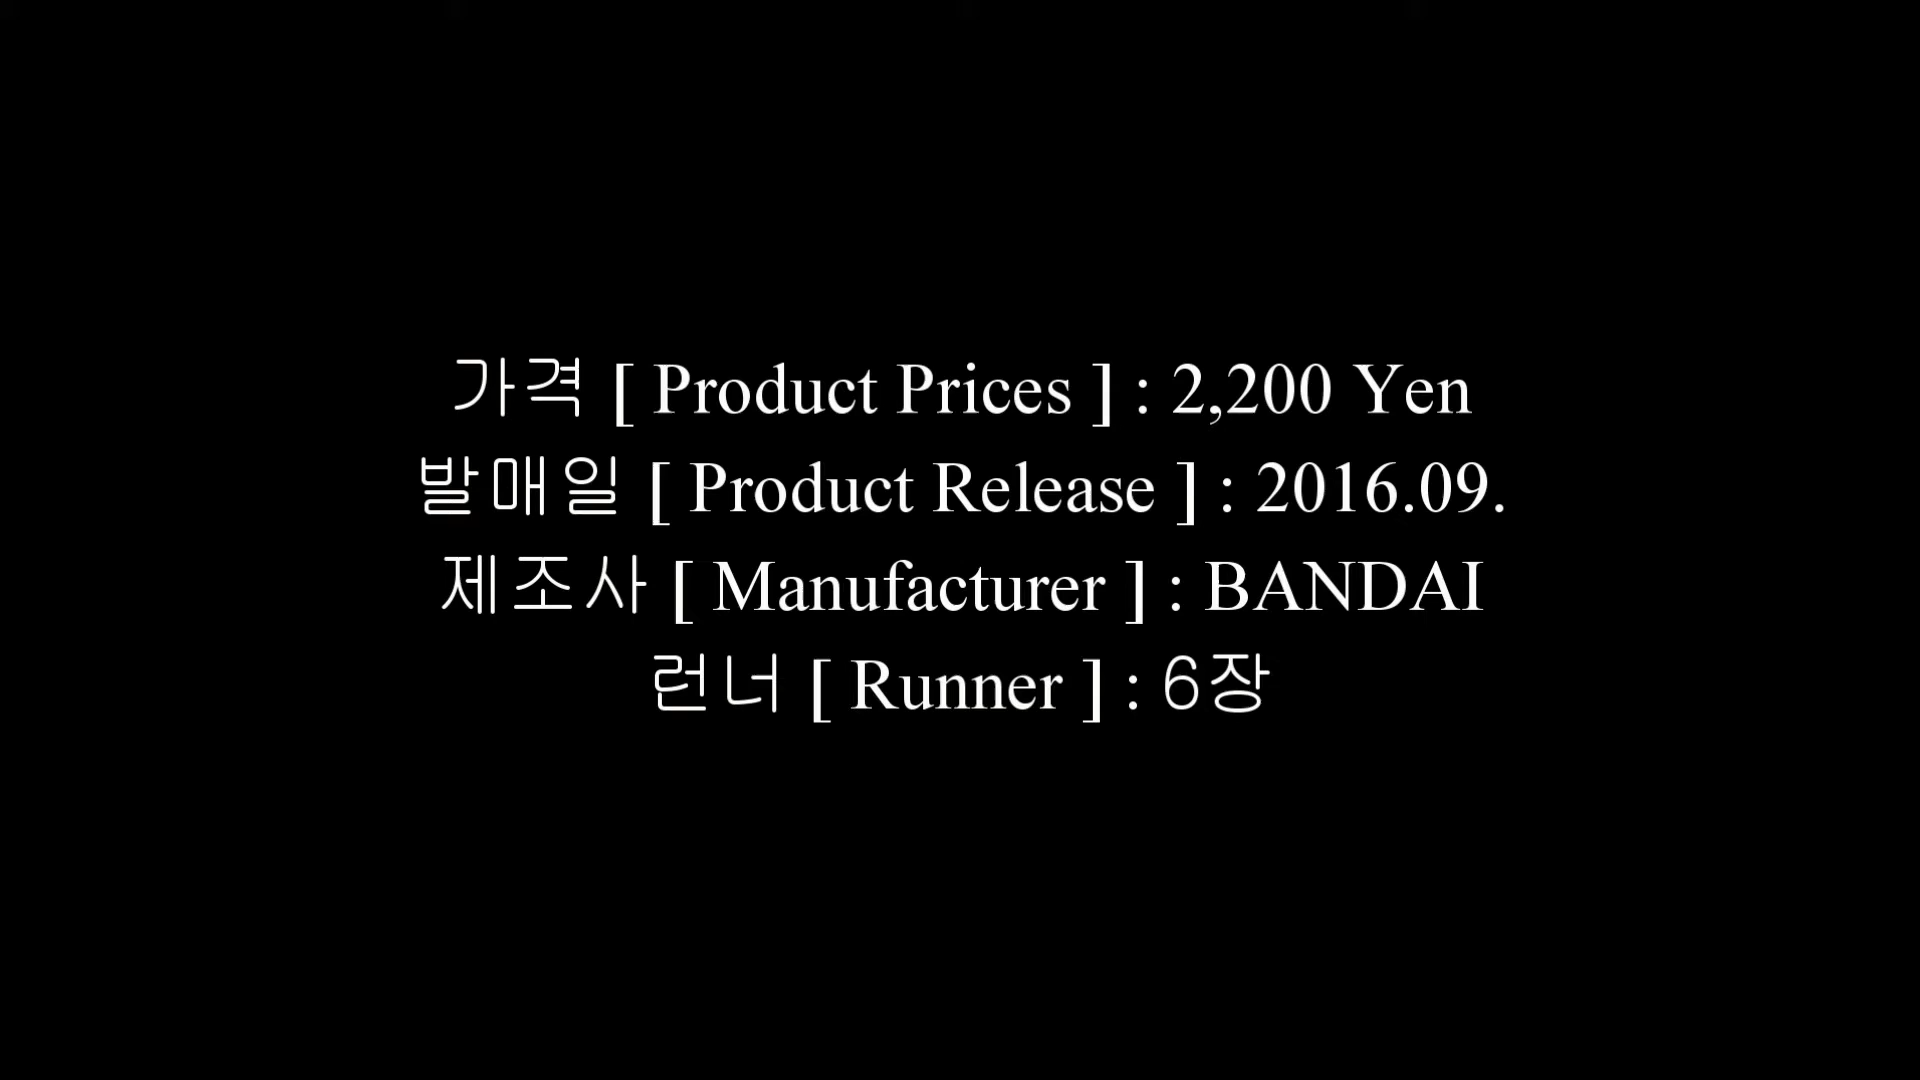 가격 [ Product Prices ] : 2,200 Yen
발매일 [ Product Release ] : 2016.09.
제조사 [ Manufacturer ] : BANDAI
런너 [ Runner ] : 6장